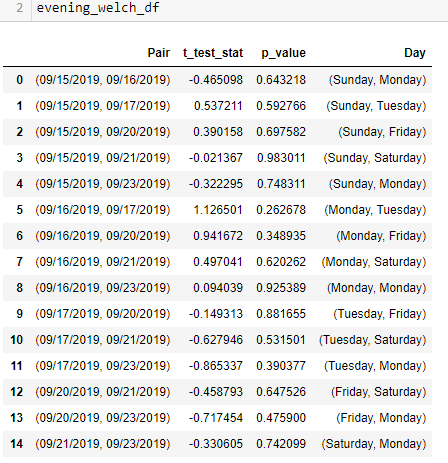 2 evening_welch_df
Pair t_test_stat p_value Day
0 (09/15/2019, 09/16/2019) -0.465098 0.643218 (Sunday, Monday)
1 (09/15/2019, 09/17/2019) 0.537211 0.592766 (Sunday, Tuesday)
2 (09/15/2019, 09/20/2019) 0.390158 0.697582 (Sunday, Friday)
3 (09/15/2019, 09/21/2019) -0.021367 0.983011 (Sunday, Saturday)
4 (09/15/2019, 09/23/2019) -0.322295 0.748311 (Sunday, Monday)
5 (09/16/2019, 09/17/2019) 1.126501 0.262678 (Monday, Tuesday)
6 (09/16/2019, 09/20/2019) 0.941672 0.348935 (Monday, Friday)
7 (09/16/2019, 09/21/2019) 0.497041 0.620262 (Monday, Saturday)
8 (09/16/2019, 09/23/2019) 0.094039 0.925389 (Monday, Monday)
9 (09/17/2019, 09/20/2019) -0.149313 0.881655 (Tuesday, Friday)
10 (09/17/2019, 09/21/2019) -0.627946 0.531501 (Tuesday, Saturday)
11 (09/17/2019, 09/23/2019) -0.865337 0.390377 (Tuesday, Monday)
12 (09/20/2019, 09/21/2019) -0.458793 0.647526 (Friday, Saturday)
13 (09/20/2019, 09/23/2019) -0.717454 0.475900 (Friday, Monday)
14 (09/21/2019, 09/23/2019) -0.330605 0.742099 (Saturday, Monday)